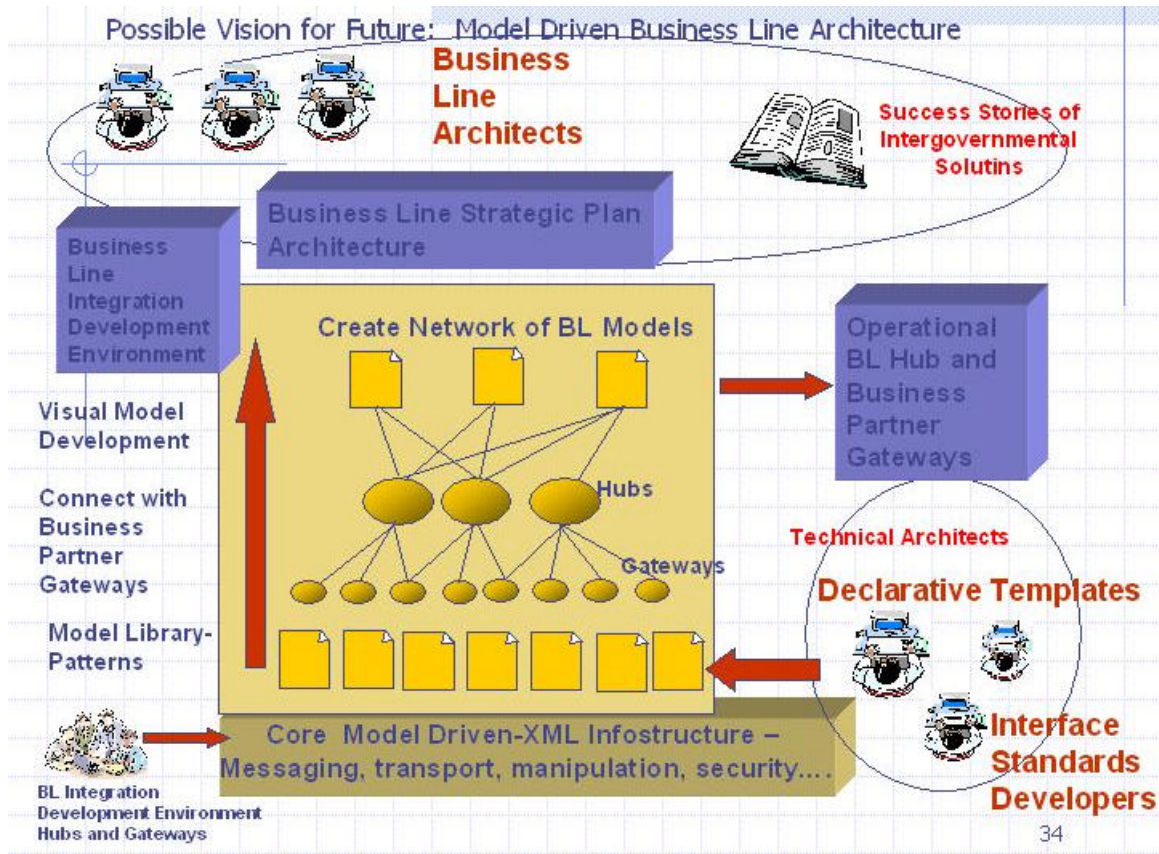 Possible Vision for Future:  Model Driven Business Line Architecture
Business
Line
Architects
Success Stories of
Intergovernmental
Solutins
Business Line Strategic Plan
Architecture
Business
Line
Integration
Development
Environment
Create Network of BL Models
Operational
BL Hub and
Business
Partner
Gateways
Visual Model
Development
Connect with
Business
Partner
Gateways
Hubs
Gateways
Model Library-
Patterns
Technical Architects
Declarative Templates
Interface
Standards
Developers
Core  Model Driven-XML Infostructure –
Messaging, transport, manipulation, security….
BL Integration
Development Environment
Hubs and Gateways
34